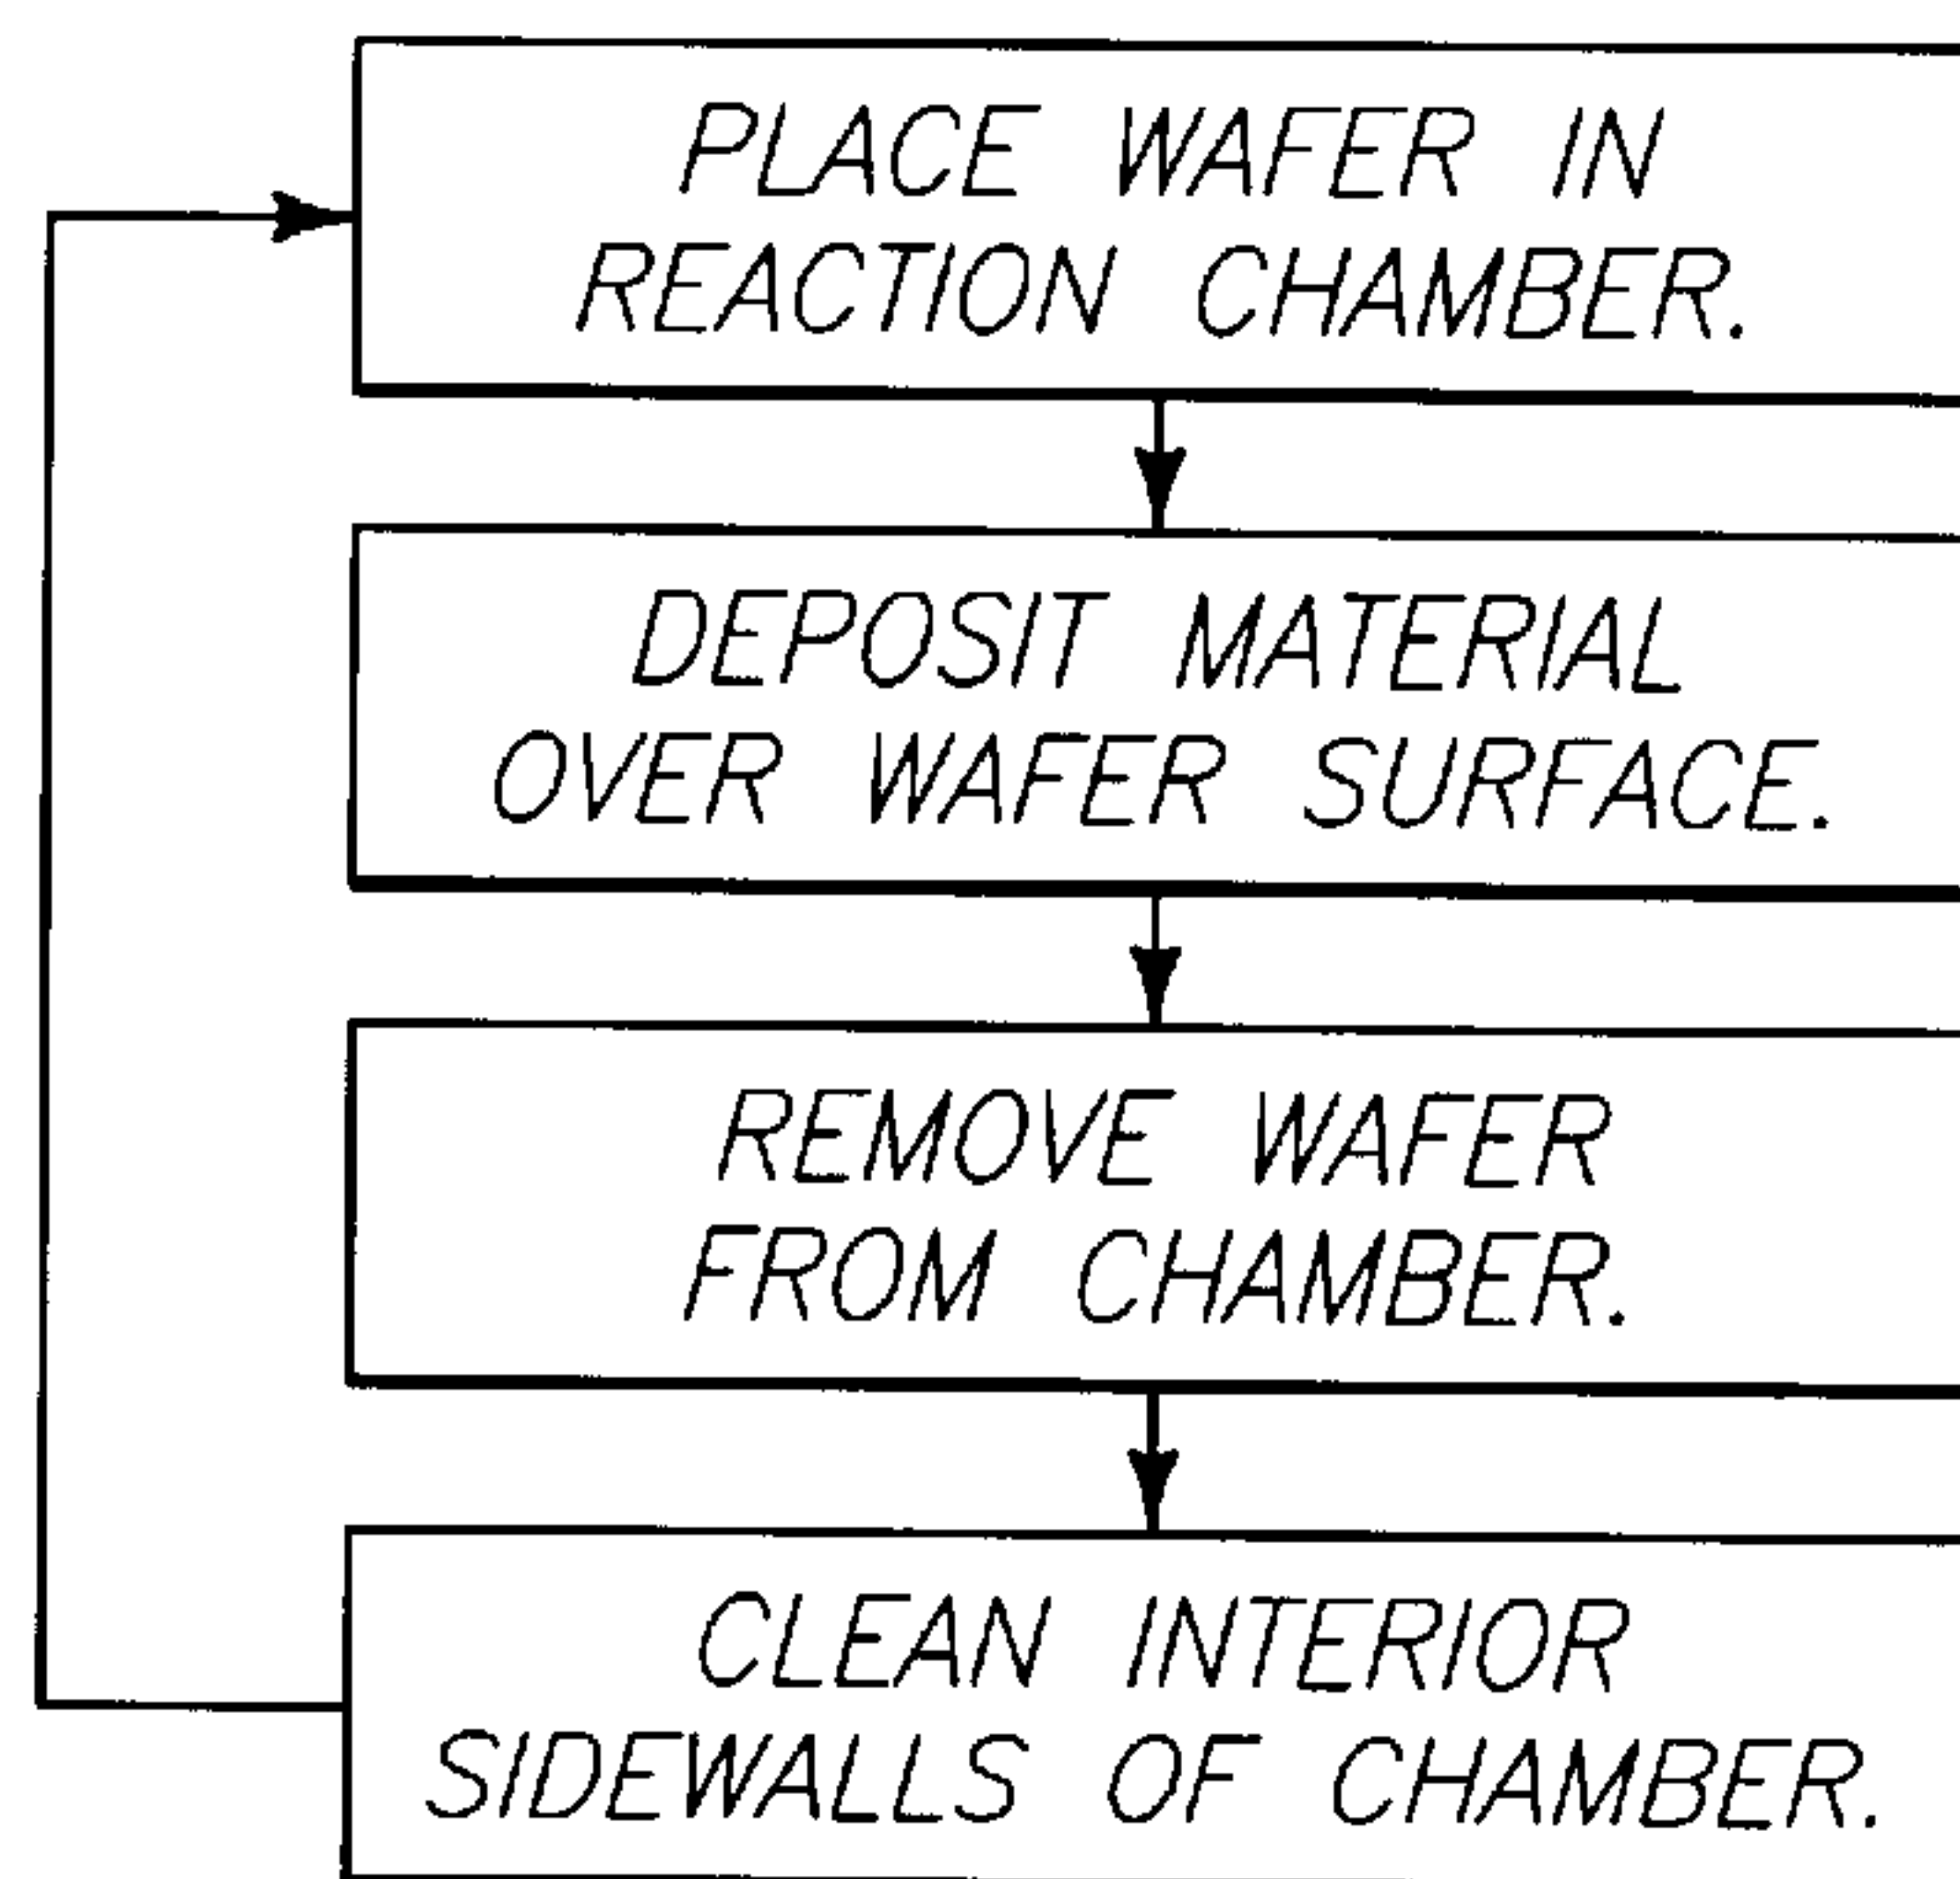 PLACE WAFER IN
REACTION CHAMBER.
DEPOSIT MATERIAL
OVER WAFER SURFACE.
REMOVE WAFER
FROM CHAMBER.
CLEAN INTERIOR
SIDEWALLS OF CHAMBER.